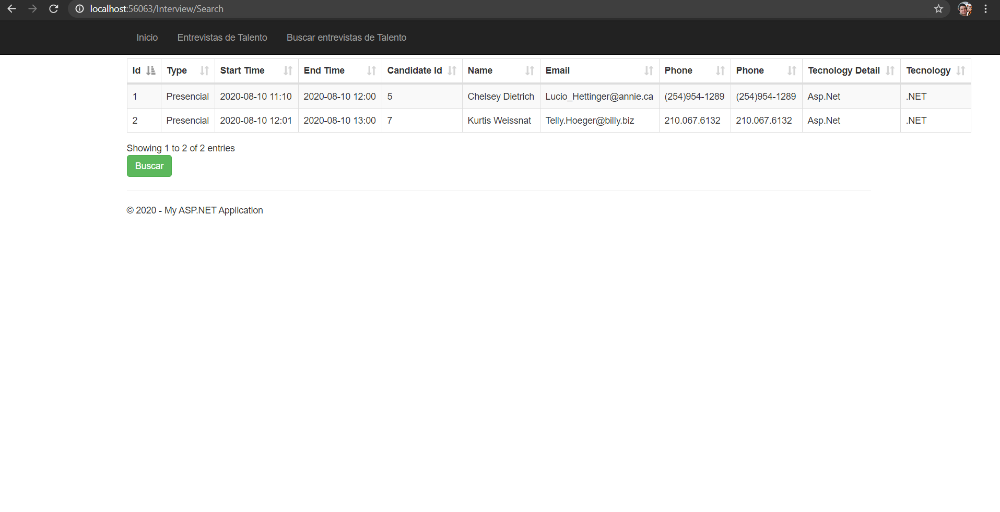 localhost:56063/Interview/Search
Inicio Entrevistas de Talento Buscar entrevistas de Talento
Id Type Start Time End Time Candidate Id Name Email Phone Phone Tecnology Detail Tecnology
1 Presencial 2020-08-10 11:10 2020-08-10 12:00 5 Chelsey Dietrich Lucio_Hettinger@annie.ca (254)954-1289 (254)954-1289 Asp.Net .NET
2 Presencial 2020-08-10 12:01 2020-08-10 13:00 7 Kurtis Weissnat Telly.Hoeger@billy.biz 210.067.6132 210.067.6132 Asp.Net .NET
Showing 1 to 2 of 2 entries
Buscar
© 2020 - My ASP.NET Application